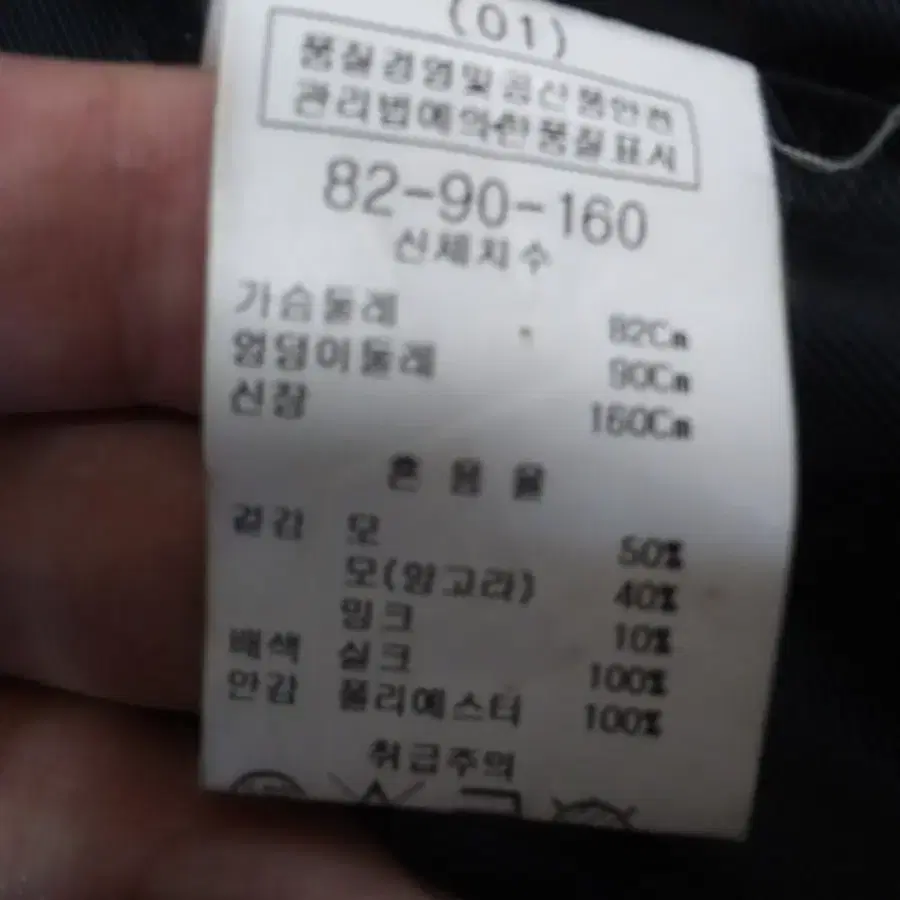 (01)
품질경영및공산품안전
관리법에의한품질표시
82-90-160
신체치수
가슴둘레 82Cm
엉덩이둘레 90Cm
신장 160Cm
혼 용 율
겉감 모 50%
모(앙고라) 40%
밍크 10%
배색 실크 100%
안감 폴리에스터 100%
취급주의